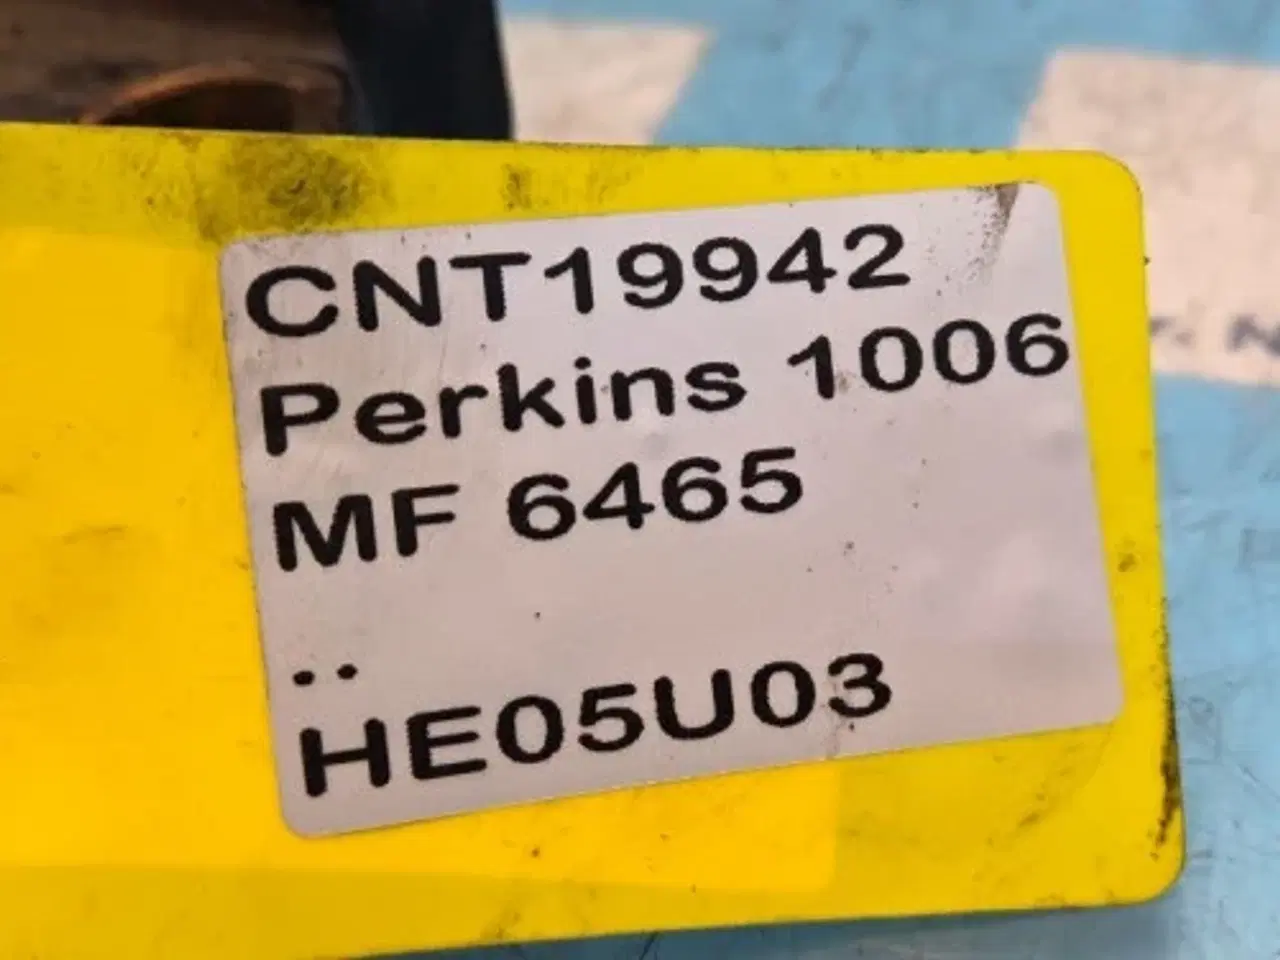 CNT19942
Perkins 1006
MF 6465
..
HE05U03